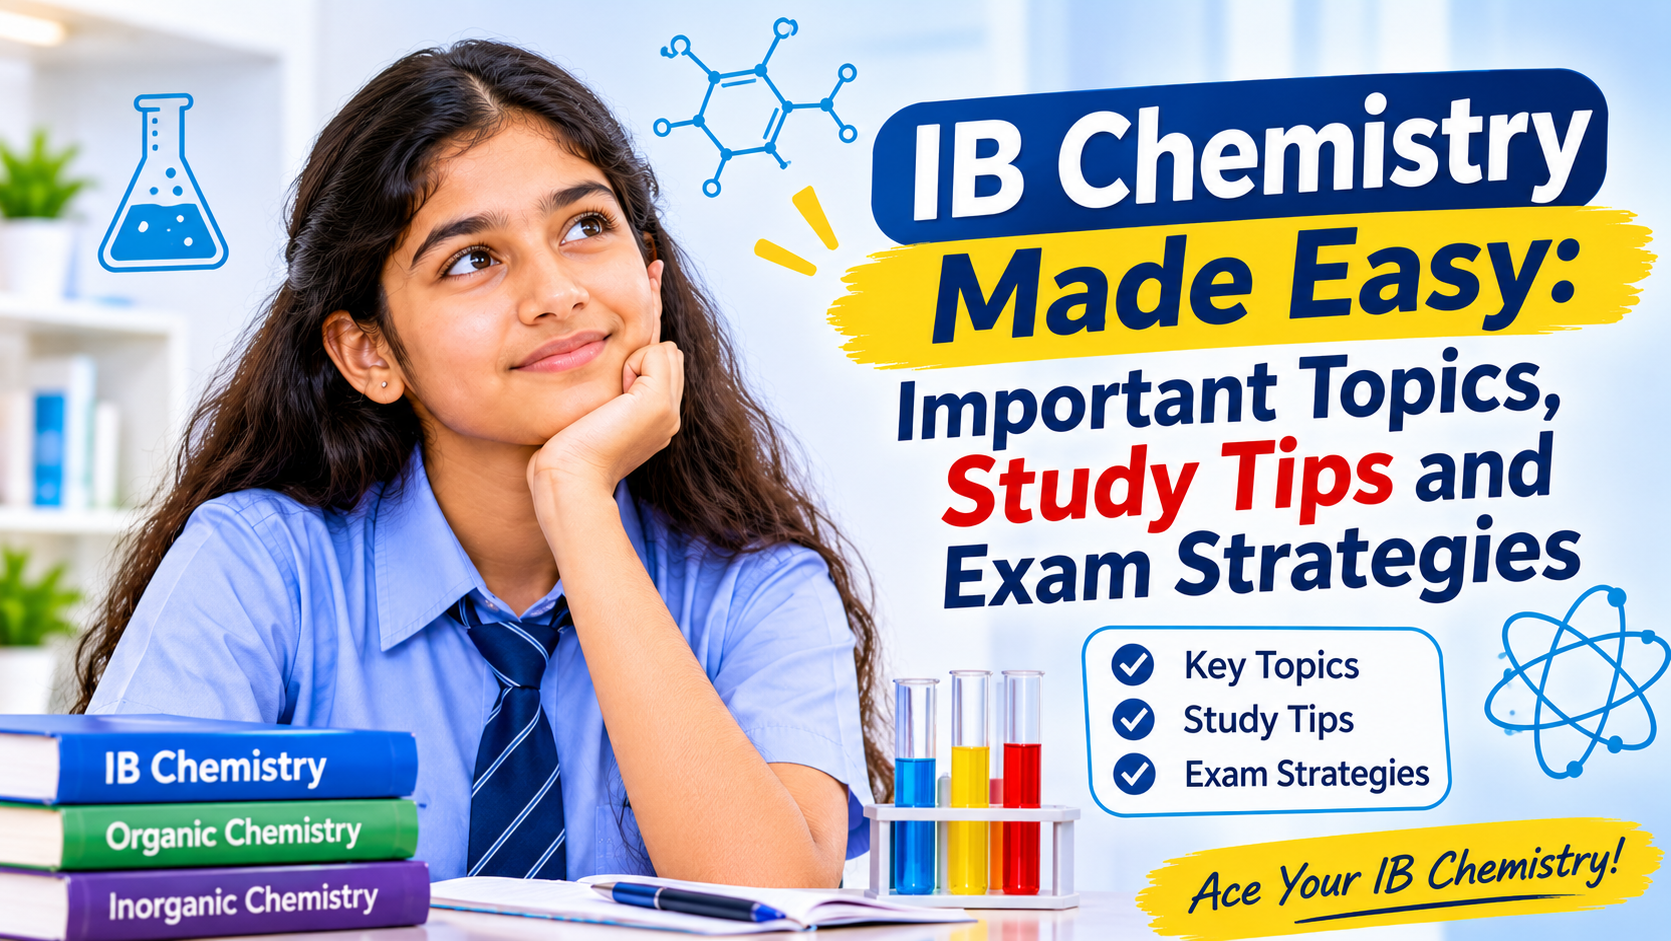 IB Chemistry
Made Easy:
Important Topics,
Study Tips and
Exam Strategies
Key Topics
Study Tips
Exam Strategies
Ace Your IB Chemistry!
IB Chemistry
Organic Chemistry
Inorganic Chemistry